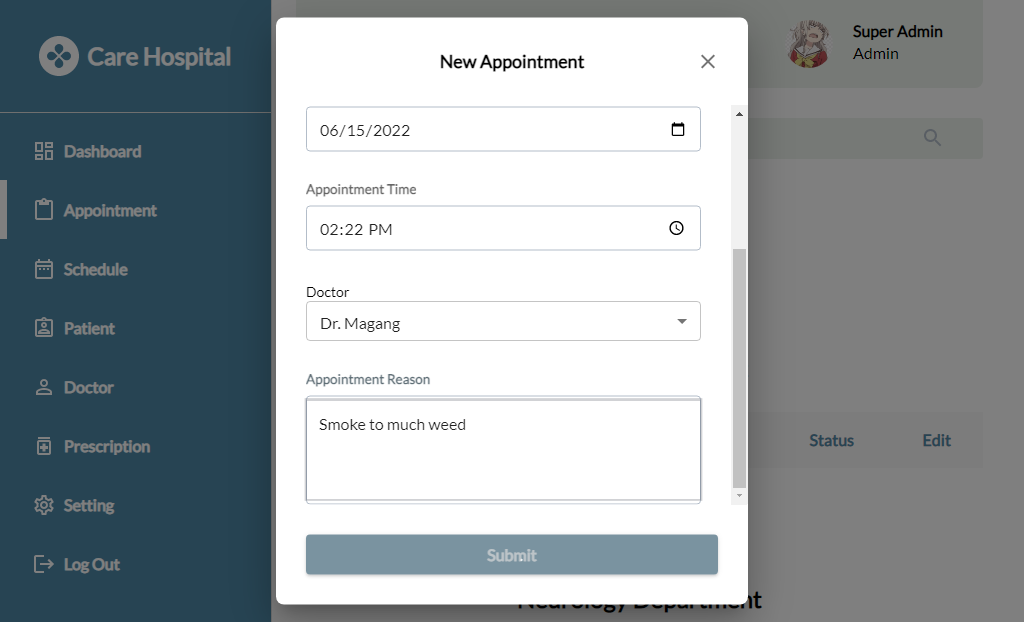 Care Hospital
Dashboard
Appointment
Schedule
Patient
Doctor
Prescription
Setting
Log Out
New Appointment
06/15/2022
Appointment Time
02:22 PM
Doctor
Dr. Magang
Appointment Reason
Smoke to much weed
Submit
Super Admin
Admin
Status Edit
Neurology Department